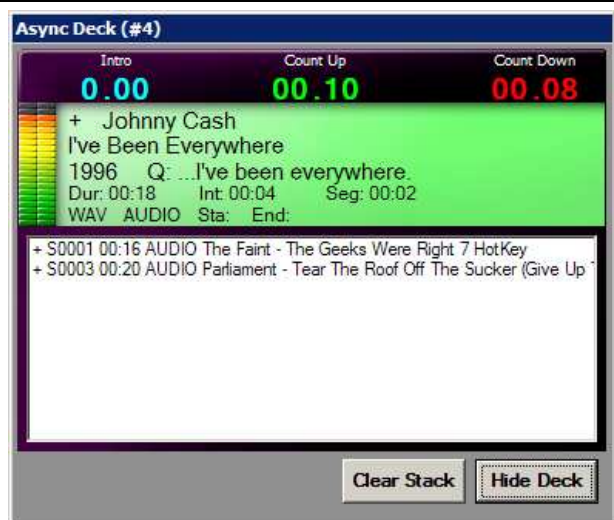 Async Deck (#4)
Intro Count Up Count Down
0.00 00.10 00.08
+ Johnny Cash
I've Been Everywhere
1996 Q: ...I've been everywhere.
Dur: 00:18 Int: 00:04 Seg: 00:02
WAV AUDIO Sta: End:
+ S0001 00:16 AUDIO The Faint - The Geeks Were Right 7 HotKey
+ S0003 00:20 AUDIO Parliament - Tear The Roof Off The Sucker (Give Up
Clear Stack Hide Deck